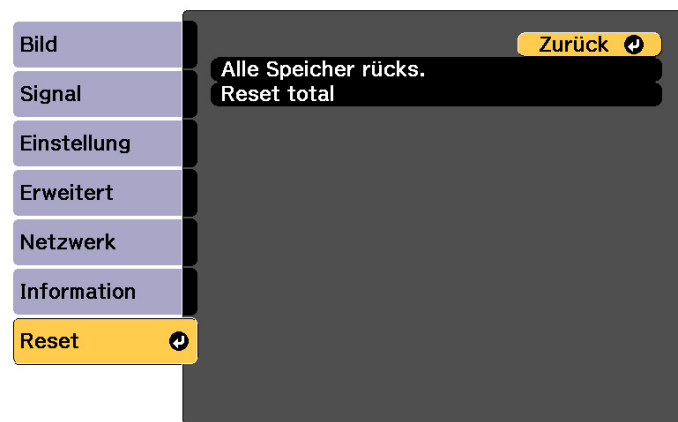 Bild
Signal
Einstellung
Erweitert
Netzwerk
Information
Reset
Zurück
Alle Speicher rücks.
Reset total